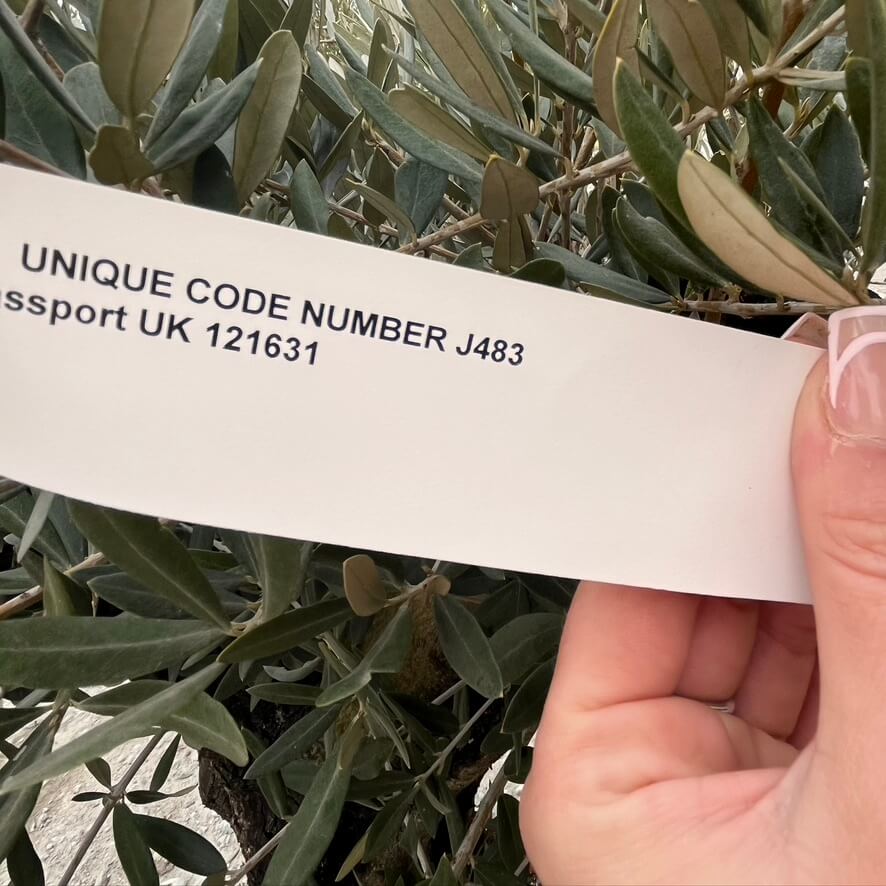 UNIQUE CODE NUMBER J483
ssport UK 121631